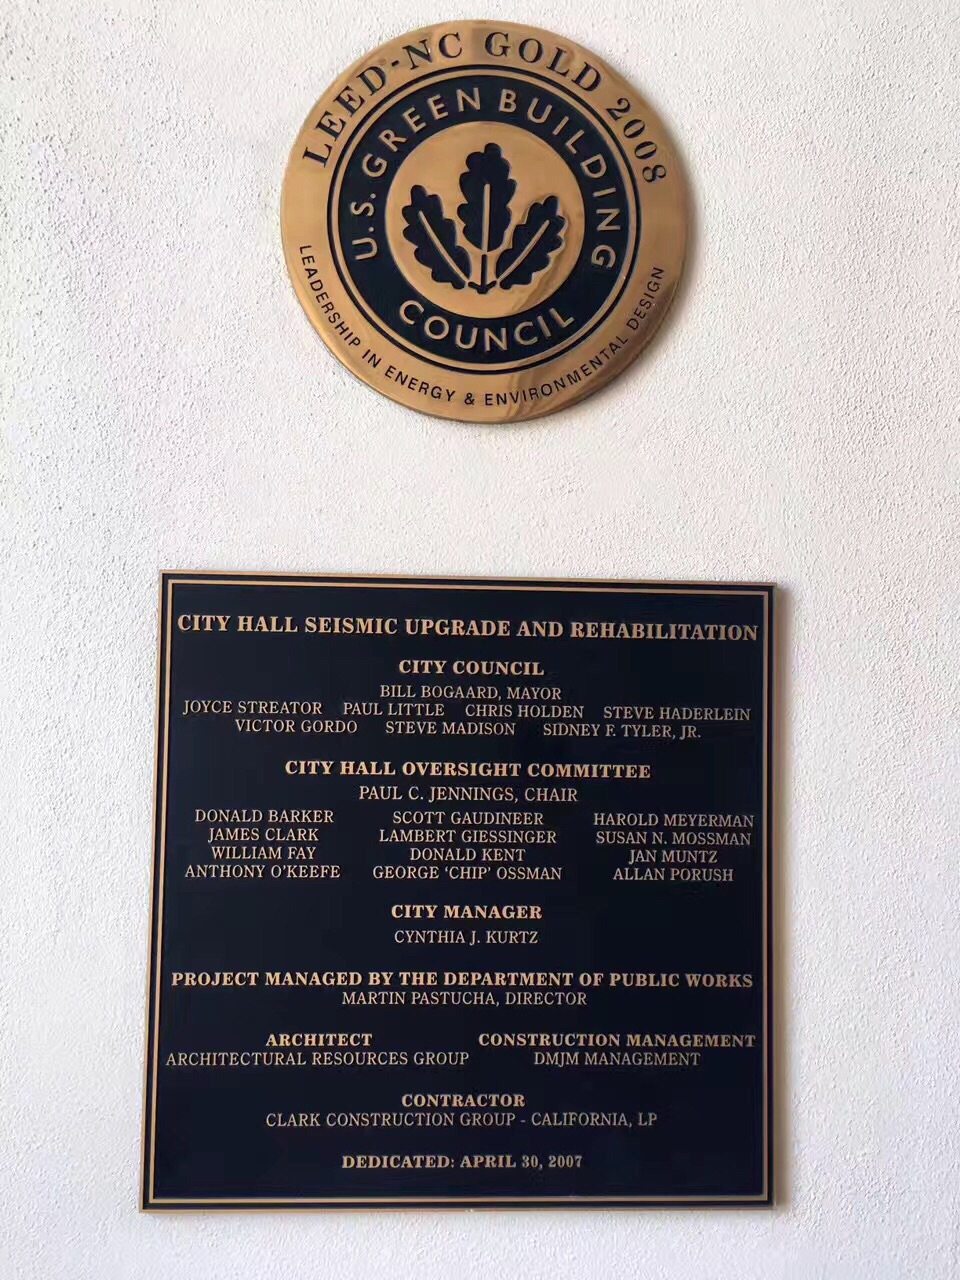 LEED-NC GOLD 2008
U.S. GREEN BUILDING
COUNCIL
LEADERSHIP IN ENERGY & ENVIRONMENTAL DESIGN
CITY HALL SEISMIC UPGRADE AND REHABILITATION
CITY COUNCIL
BILL BOGAARD, MAYOR
JOYCE STREATOR PAUL LITTLE CHRIS HOLDEN STEVE HADERLEIN
VICTOR GORDO STEVE MADISON SIDNEY F. TYLER, JR.
CITY HALL OVERSIGHT COMMITTEE
PAUL C. JENNINGS, CHAIR
DONALD BARKER SCOTT GAUDINEER HAROLD MEYERMAN
JAMES CLARK LAMBERT GIESSINGER SUSAN N. MOSSMAN
WILLIAM FAY DONALD KENT JAN MUNTZ
ANTHONY O'KEEFE GEORGE 'CHIP' OSSMAN ALLAN PORUSH
CITY MANAGER
CYNTHIA J. KURTZ
PROJECT MANAGED BY THE DEPARTMENT OF PUBLIC WORKS
MARTIN PASTUCHA, DIRECTOR
ARCHITECT CONSTRUCTION MANAGEMENT
ARCHITECTURAL RESOURCES GROUP DMJM MANAGEMENT
CONTRACTOR
CLARK CONSTRUCTION GROUP - CALIFORNIA, LP
DEDICATED: APRIL 30, 2007